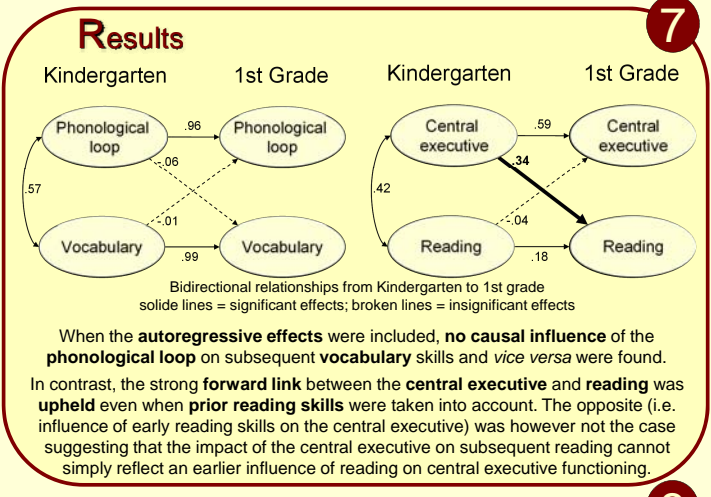 7
Results
Kindergarten 1st Grade Kindergarten 1st Grade
Phonological
loop
.96
Phonological
loop
Central
executive
.59
Central
executive
-.06
.34
.57
.42
-.01
-.04
Vocabulary
.99
Vocabulary
Reading
.18
Reading
Bidirectional relationships from Kindergarten to 1st grade
solide lines = significant effects; broken lines = insignificant effects
When the autoregressive effects were included, no causal influence of the
phonological loop on subsequent vocabulary skills and vice versa were found.
In contrast, the strong forward link between the central executive and reading was
upheld even when prior reading skills were taken into account. The opposite (i.e.
influence of early reading skills on the central executive) was however not the case
suggesting that the impact of the central executive on subsequent reading cannot
simply reflect an earlier influence of reading on central executive functioning.